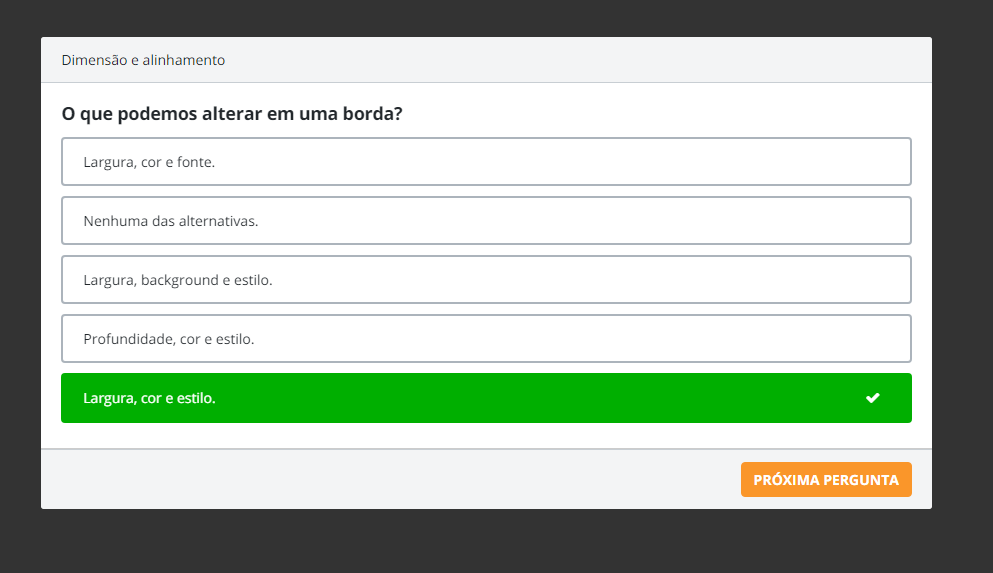 Dimensão e alinhamento
O que podemos alterar em uma borda?
Largura, cor e fonte.
Nenhuma das alternativas.
Largura, background e estilo.
Profundidade, cor e estilo.
Largura, cor e estilo.
PRÓXIMA PERGUNTA